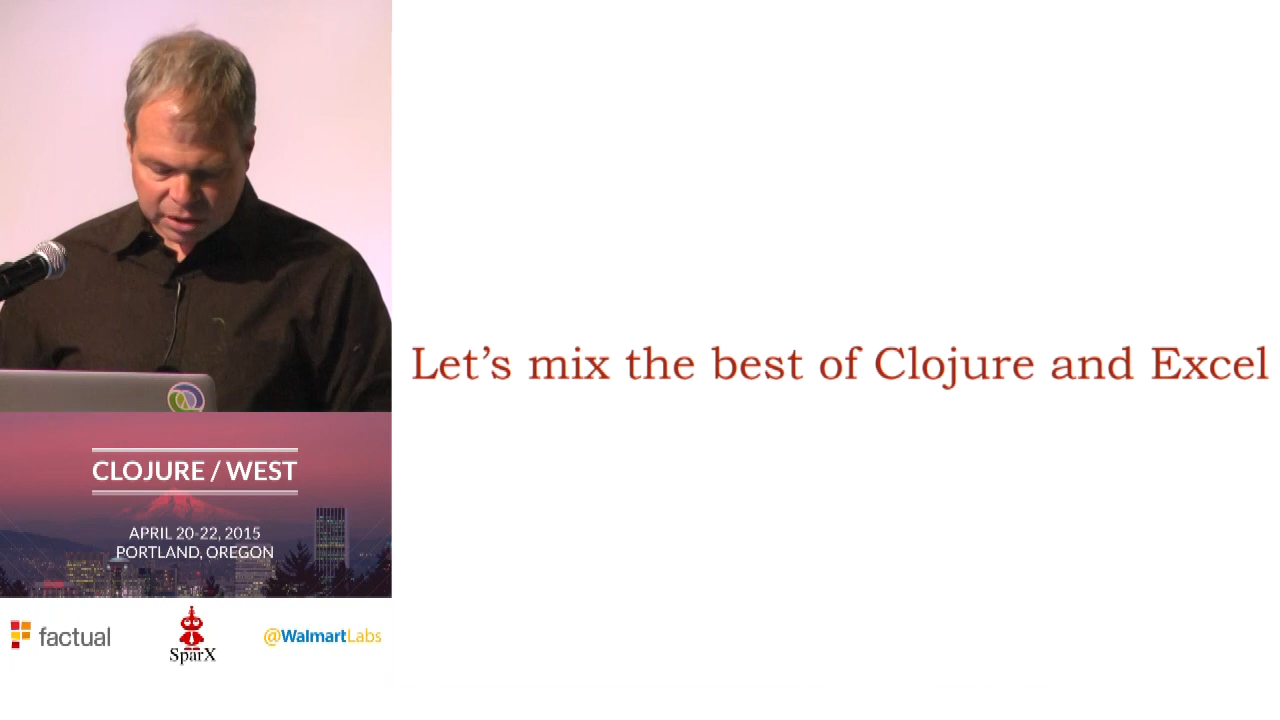 Let's mix the best of Clojure and Excel
CLOJURE / WEST
APRIL 20-22, 2015
PORTLAND, OREGON
factual
SparX
@WalmartLabs